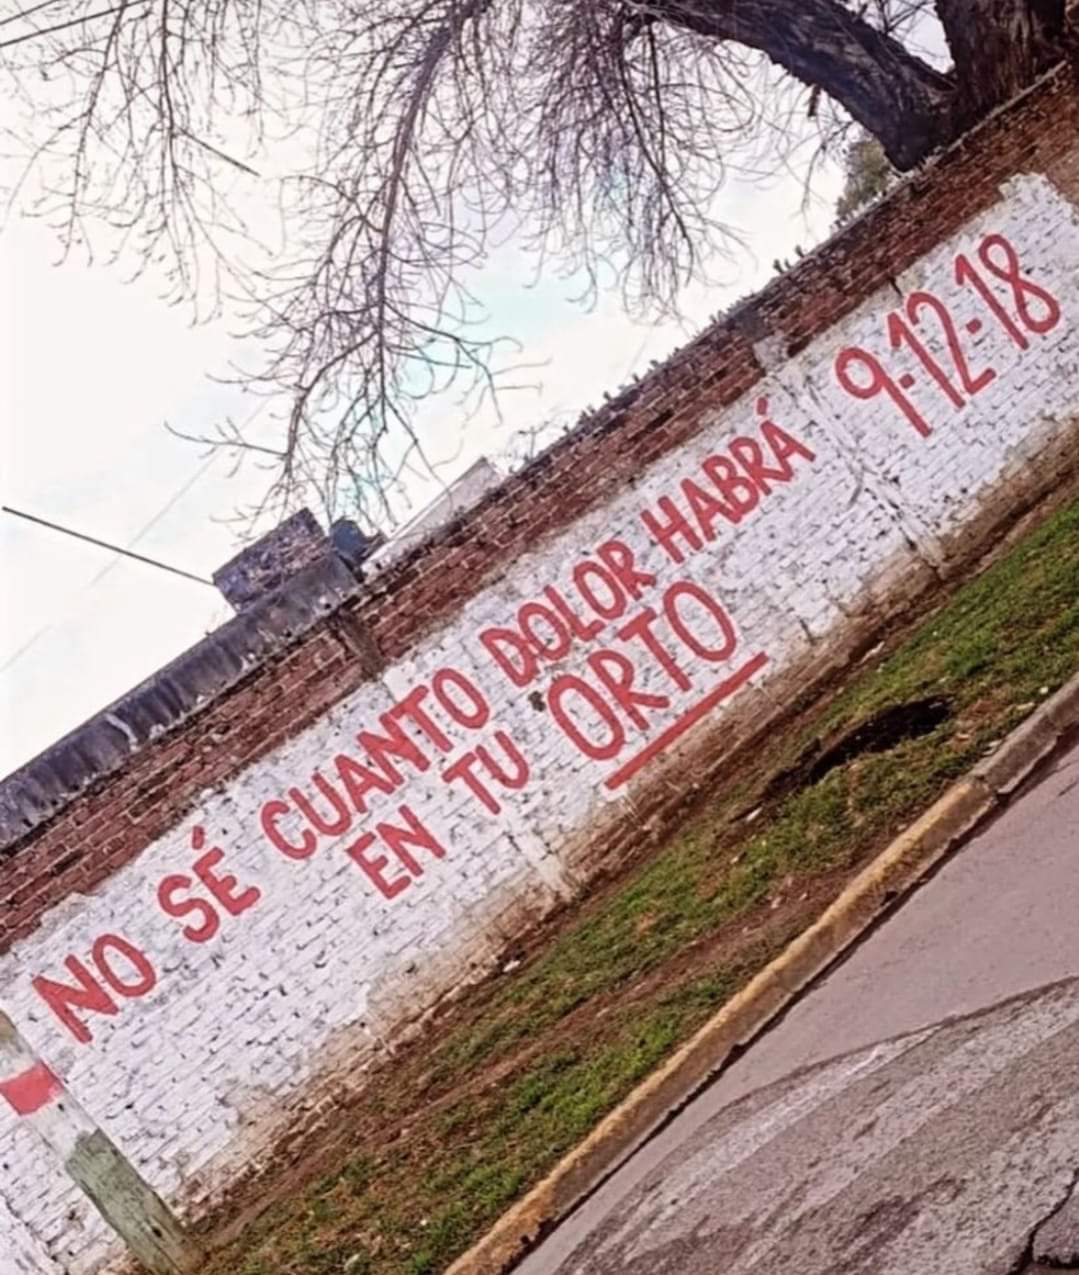 NO SÉ CUANTO DOLOR HABRÁ
EN TU ORTO
9·12·18